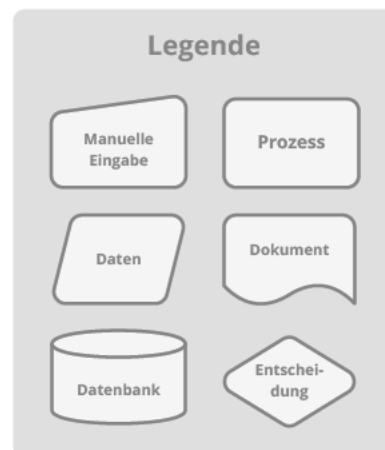 Legende
Manuelle
Eingabe
Prozess
Daten
Dokument
Datenbank
Entschei-
dung